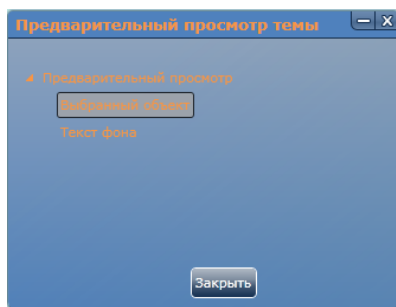 Предварительный просмотр темы
Предварительный просмотр
Выбранный объект
Текст фона
Закрыть